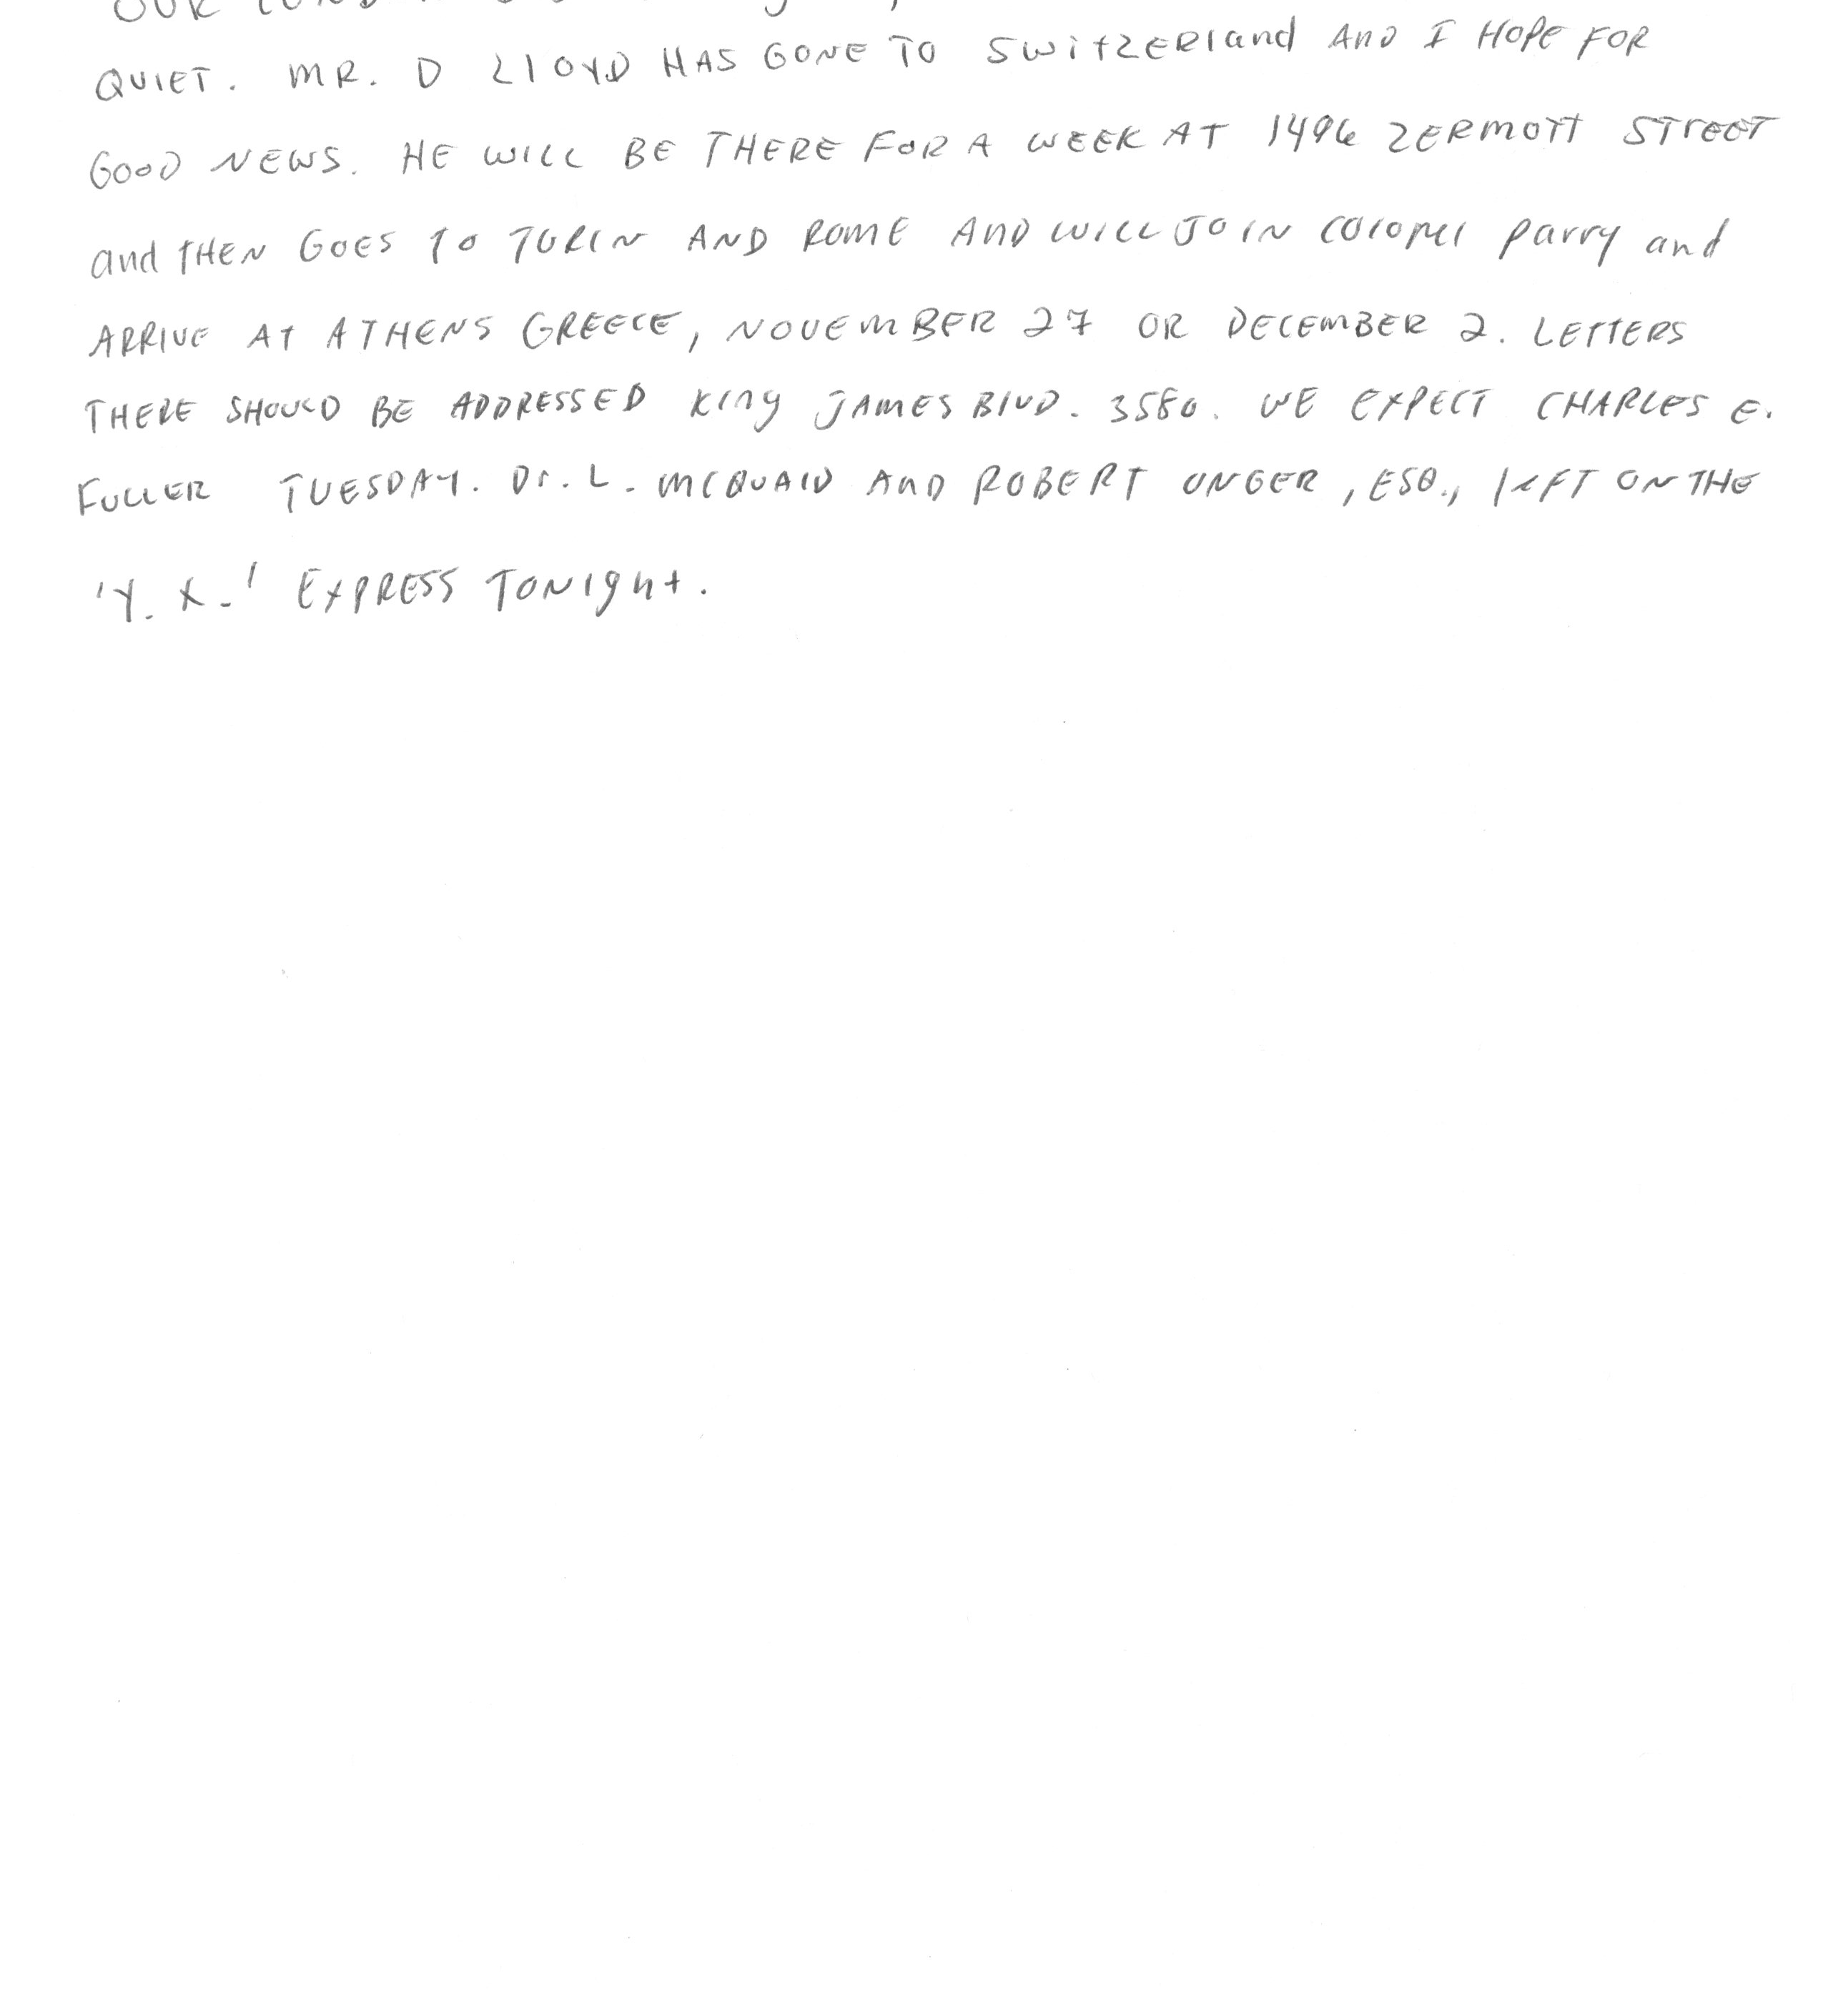 OUR
QUIET. MR. D LlOYD HAS GONE TO SWitZERland AND I HOPE FOR
GOOD NEWS. HE WILL BE THERE FOR A WEEK AT 1496 ZERMOTT STreeT
and tHEN GOES TO TURIN AND ROME AND WILL JOIN COlOnel Parry and
ARRIVE At ATHENS GREECE, NOVEMBER 27 OR DECEMBER 2. LETTERS
THERE SHOULD BE ADDRESSED King JAMES BlVD. 3580. WE EXPECT CHARLES E.
FULLER TUESDAY. Dr. L. MCQUAID AND ROBERT UNGER, ESQ., lEFT ON THE
'Y. X.' EXPRESS TONIght.